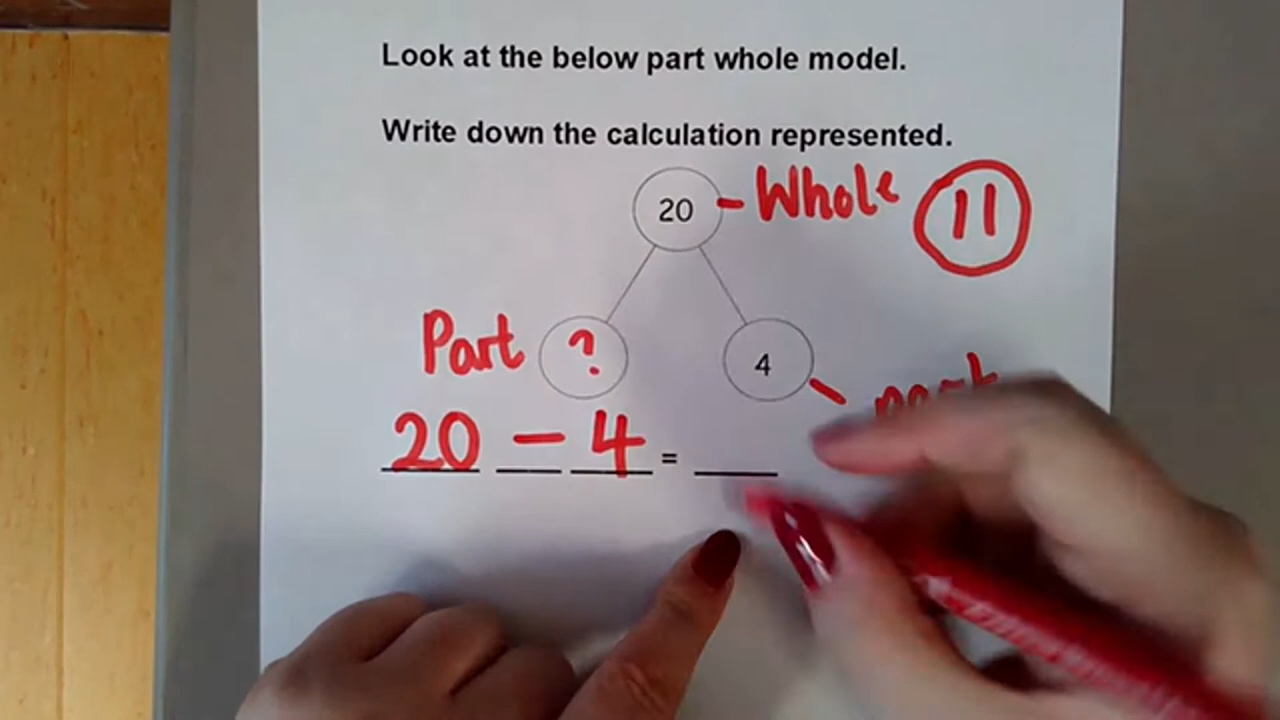 Look at the below part whole model.
Write down the calculation represented.
20 - Whole 11
Part ? 4
20 - 4 =